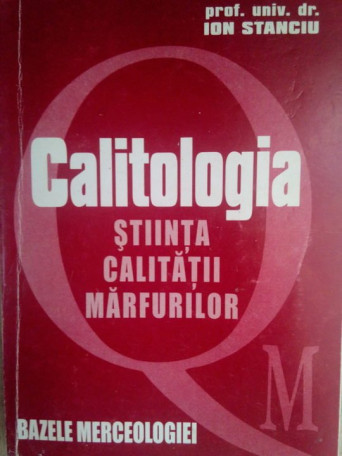 prof. univ. dr.
ION STANCIU
Calitologia
ŞTIINŢA
CALITĂŢII
MĂRFURILOR
Q
M
BAZELE MERCEOLOGIEI